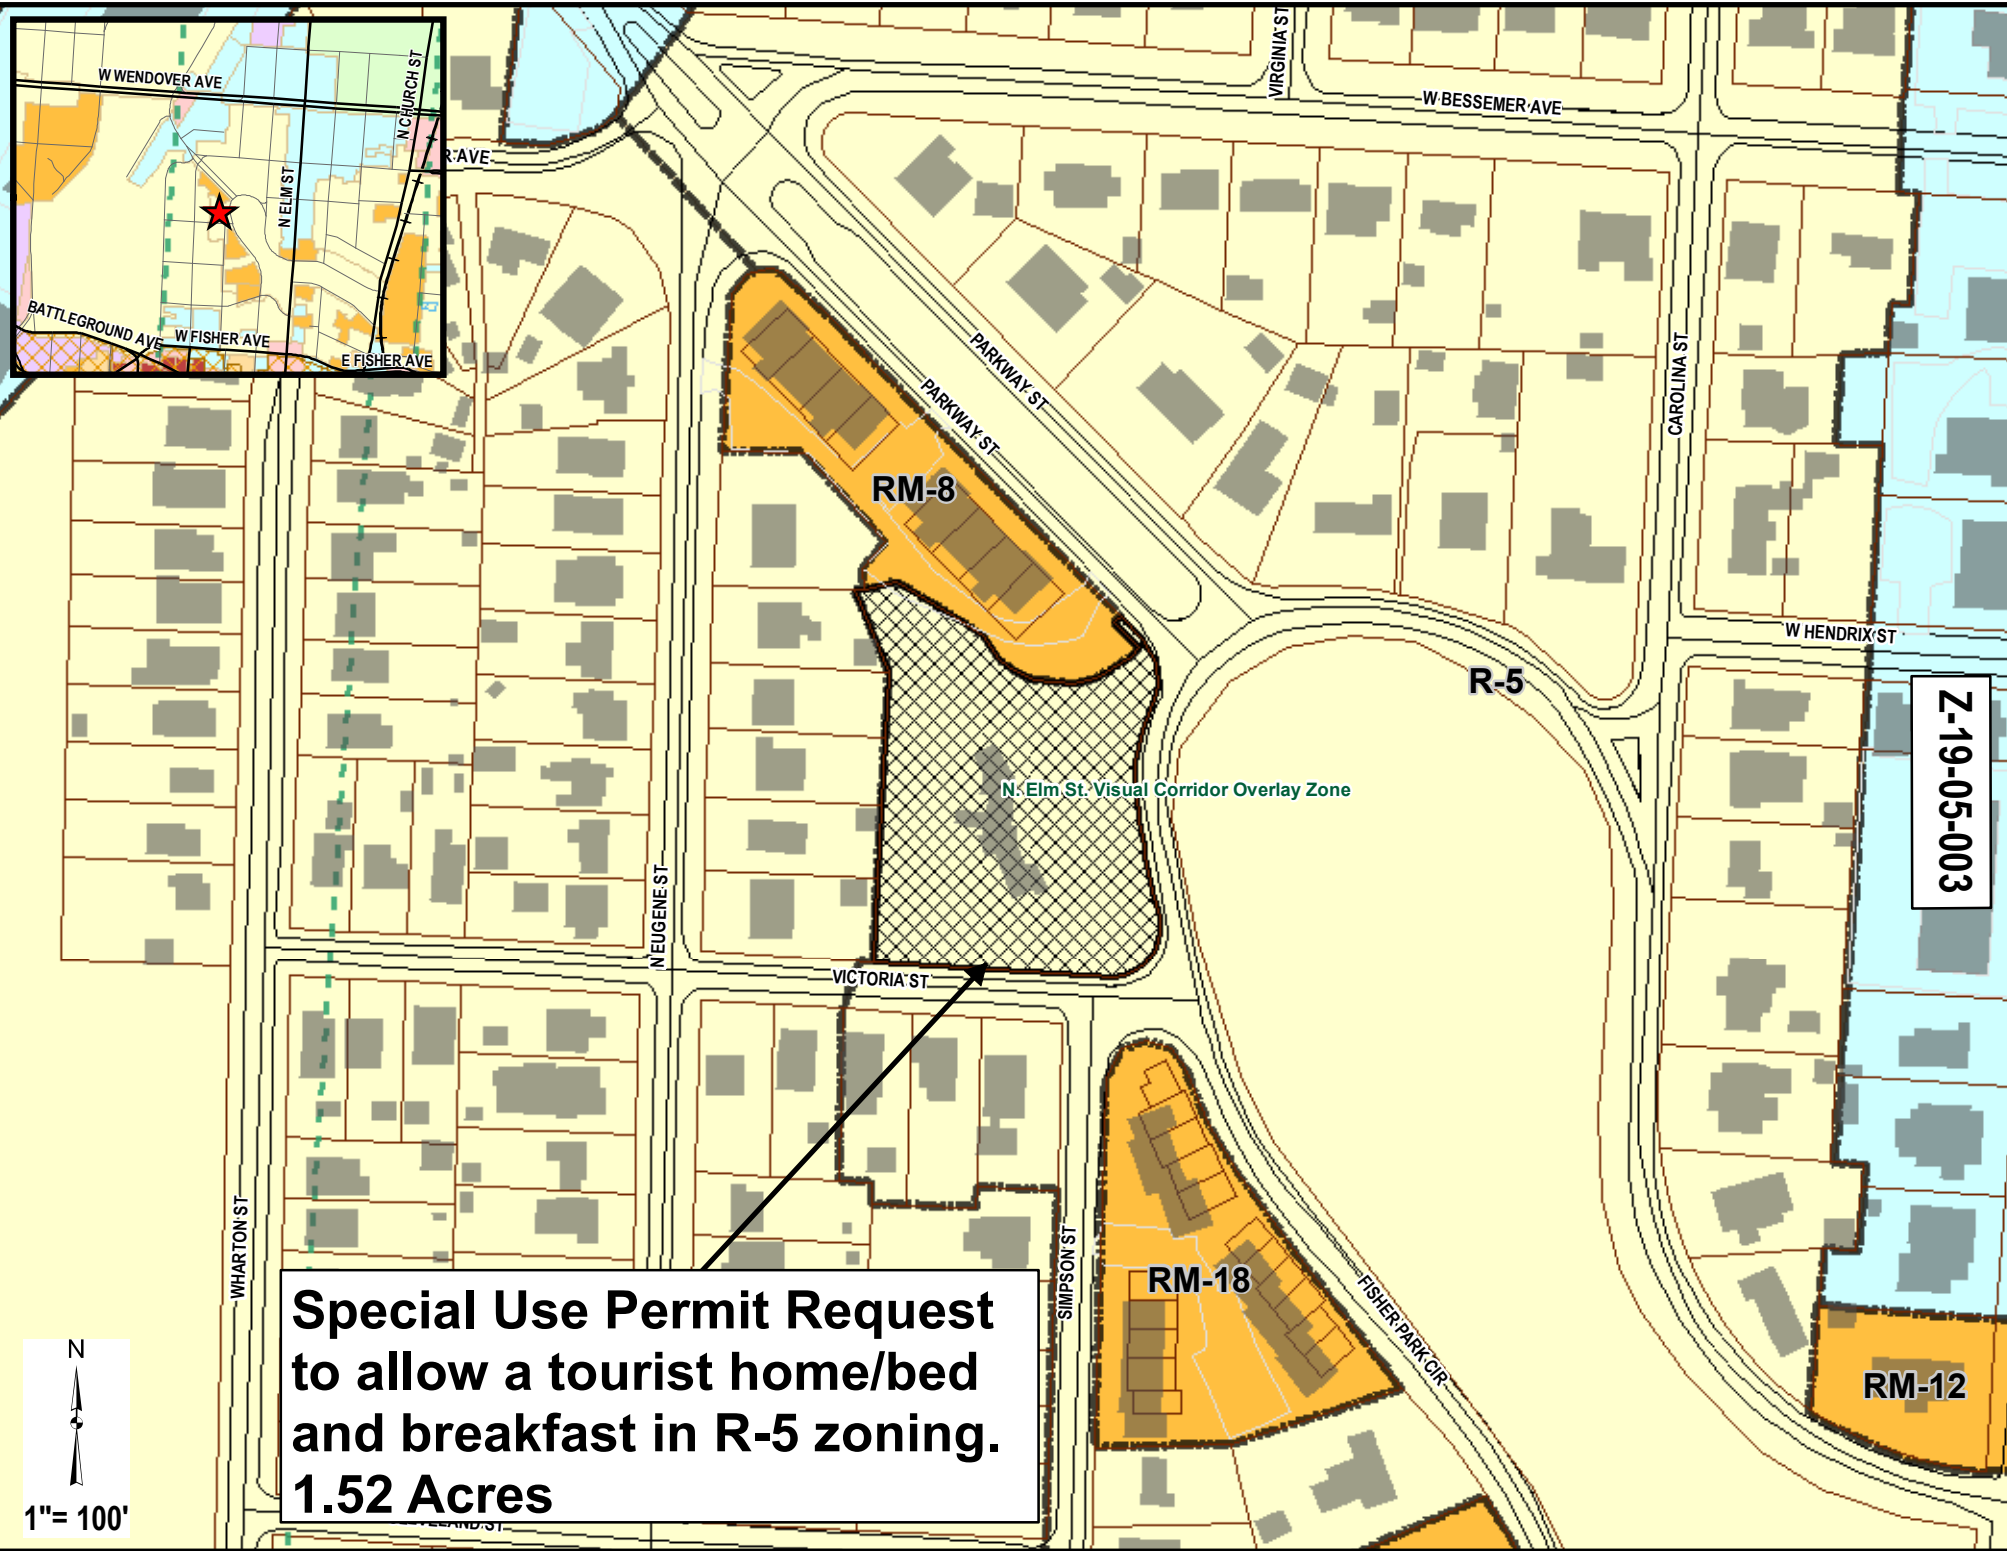 W WENDOVER AVE
N CHURCH ST
N ELM ST
BATTLEGROUND AVE
W FISHER AVE
E FISHER AVE
R AVE
VIRGINIA ST
W BESSEMER AVE
PARKWAY ST
PARKWAY ST
CAROLINA ST
RM-8
W HENDRIX ST
R-5
Z-19-05-003
N. Elm St. Visual Corridor Overlay Zone
N EUGENE ST
VICTORIA ST
WHARTON ST
SIMPSON ST
RM-18
FISHER PARK CIR
RM-12
Special Use Permit Request
to allow a tourist home/bed
and breakfast in R-5 zoning.
1.52 Acres
N
1"= 100'